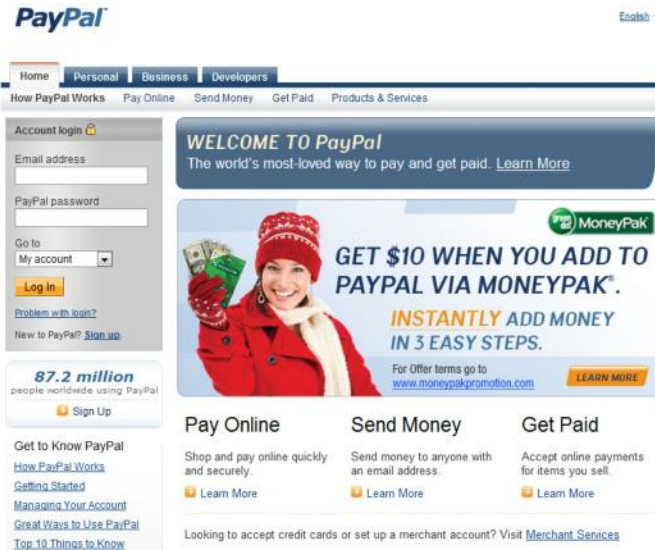 PayPal
English
Home Personal Business Developers
How PayPal Works Pay Online Send Money Get Paid Products & Services
Account login
Email address
PayPal password
Go to
My account
Log In
Problem with login?
New to PayPal? Sign up.
87.2 million
people worldwide using PayPal
Sign Up
Get to Know PayPal
How PayPal Works
Getting Started
Managing Your Account
Great Ways to Use PayPal
Top 10 Things to Know
WELCOME TO PayPal
The world's most-loved way to pay and get paid. Learn More
green dot MoneyPak
GET $10 WHEN YOU ADD TO
PAYPAL VIA MONEYPAK®.
INSTANTLY ADD MONEY
IN 3 EASY STEPS.
For Offer terms go to
www.moneypakpromotion.com
LEARN MORE
Pay Online
Shop and pay online quickly
and securely.
Learn More
Send Money
Send money to anyone with
an email address.
Learn More
Get Paid
Accept online payments
for items you sell.
Learn More
Looking to accept credit cards or set up a merchant account? Visit Merchant Services